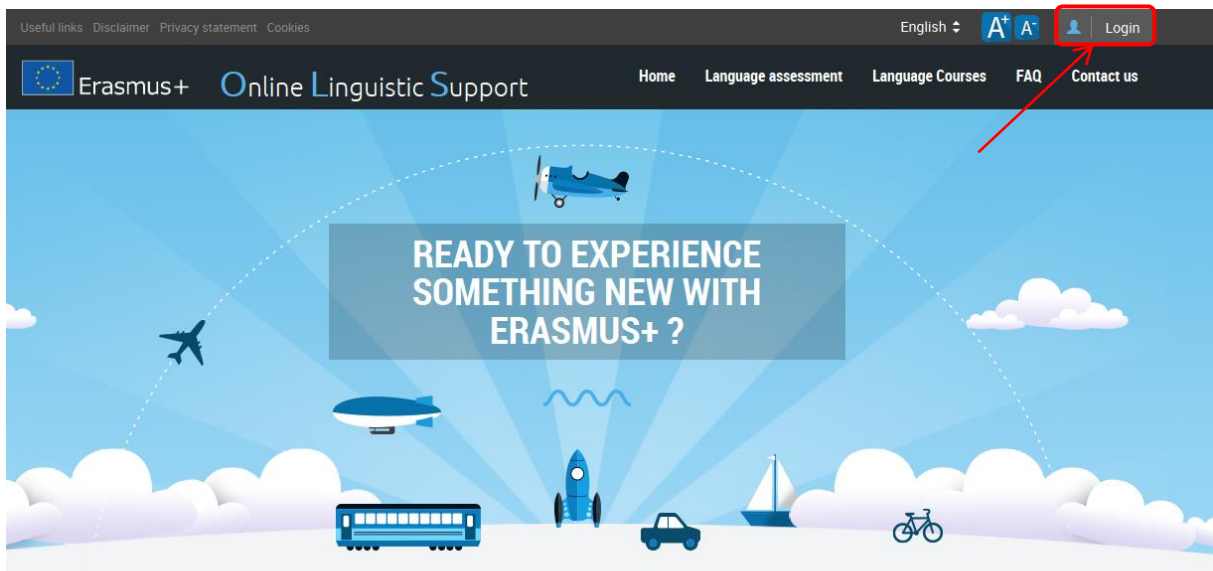 Useful links Disclaimer Privacy statement Cookies English A+ A- Login
Erasmus+ Online Linguistic Support Home Language assessment Language Courses FAQ Contact us
READY TO EXPERIENCE
SOMETHING NEW WITH
ERASMUS+ ?